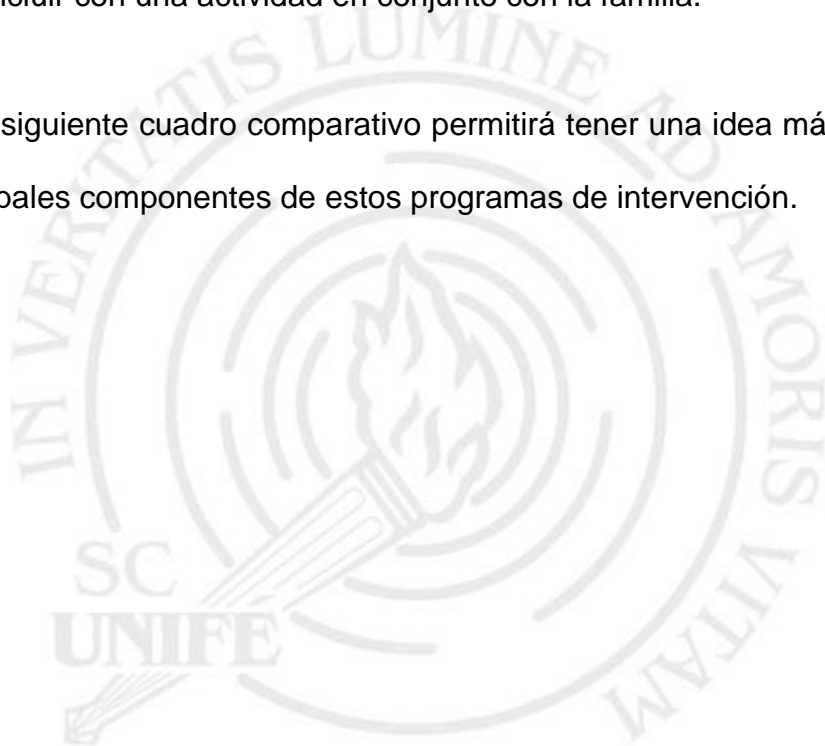 cluir con una actividad en conjunto con la familia.
siguiente cuadro comparativo permitirá tener una idea má
pales componentes de estos programas de intervención.
IN VERITATIS LUMINE AD AMORIS VITAM
SC
UNIFE